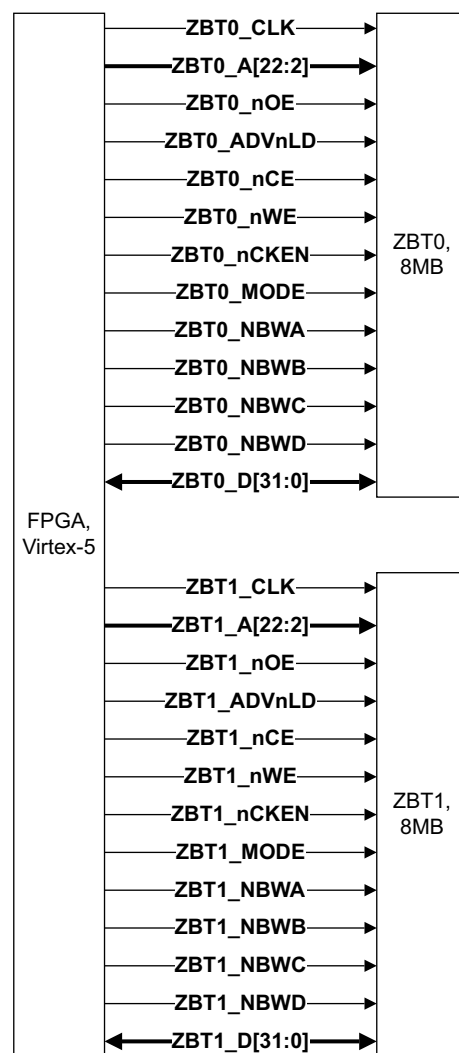 ZBT0_CLK
ZBT0_A[22:2]
ZBT0_nOE
ZBT0_ADVnLD
ZBT0_nCE
ZBT0_nWE
ZBT0_nCKEN
ZBT0_MODE
ZBT0_NBWA
ZBT0_NBWB
ZBT0_NBWC
ZBT0_NBWD
ZBT0_D[31:0]
ZBT0,
8MB
FPGA,
Virtex-5
ZBT1_CLK
ZBT1_A[22:2]
ZBT1_nOE
ZBT1_ADVnLD
ZBT1_nCE
ZBT1_nWE
ZBT1_nCKEN
ZBT1_MODE
ZBT1_NBWA
ZBT1_NBWB
ZBT1_NBWC
ZBT1_NBWD
ZBT1_D[31:0]
ZBT1,
8MB